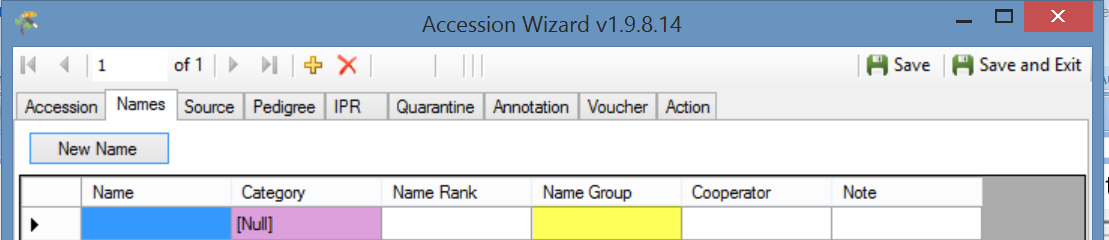 Accession Wizard v1.9.8.14
1 of 1 Save Save and Exit
Accession Names Source Pedigree IPR Quarantine Annotation Voucher Action
New Name
Name Category Name Rank Name Group Cooperator Note
[Null]